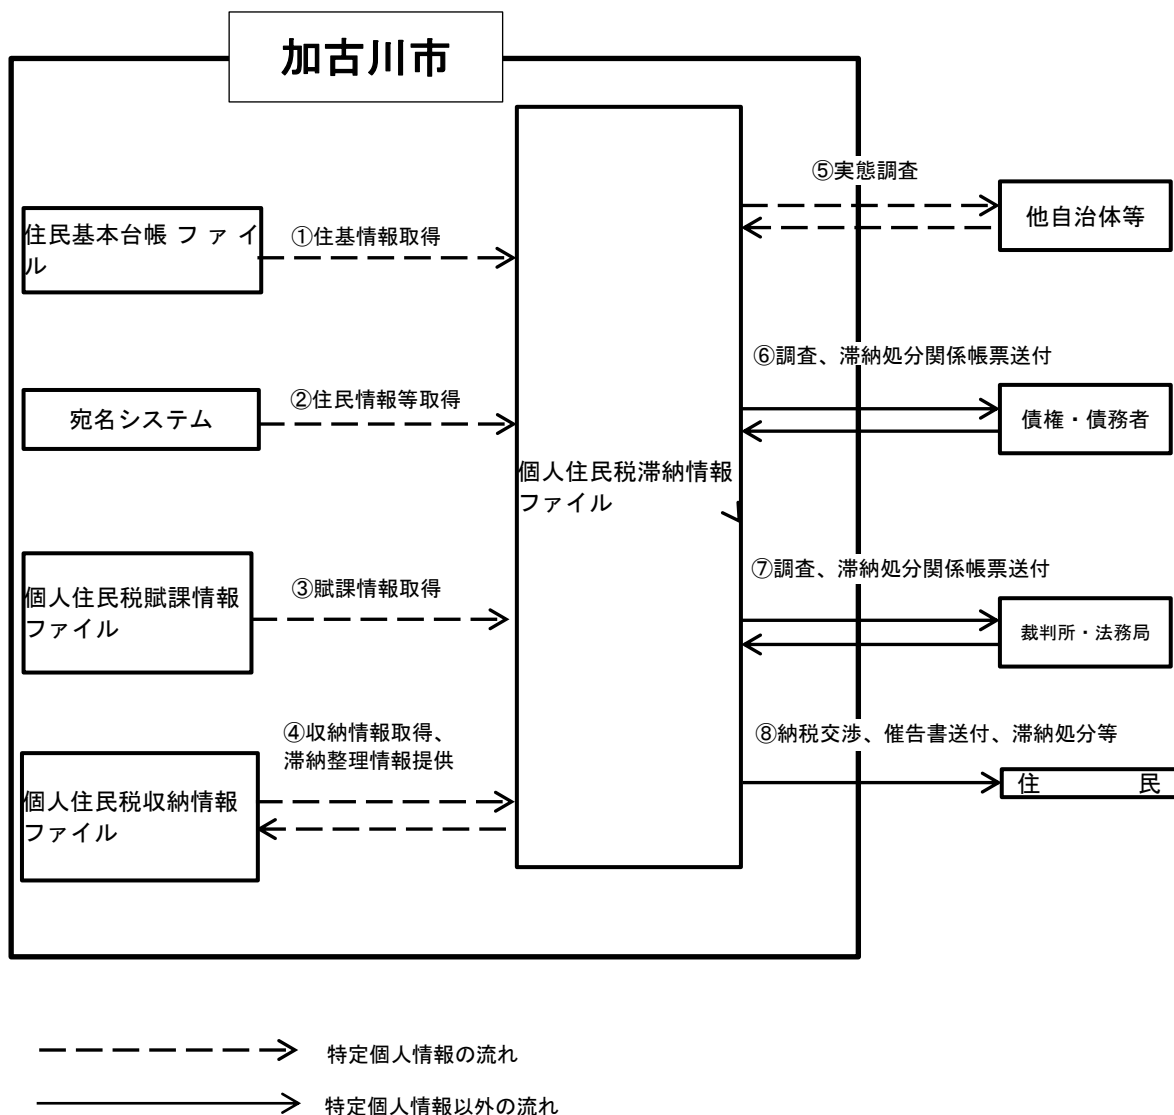 加古川市
⑤実態調査
他自治体等
住民基本台帳 ファイ
ル
①住基情報取得
⑥調査、滞納処分関係帳票送付
宛名システム
②住民情報等取得
債権・債務者
個人住民税滞納情報
ファイル
⑦調査、滞納処分関係帳票送付
個人住民税賦課情報
ファイル
③賦課情報取得
裁判所・法務局
④収納情報取得、
滞納整理情報提供
⑧納税交渉、催告書送付、滞納処分等
住 民
個人住民税収納情報
ファイル
特定個人情報の流れ
特定個人情報以外の流れ